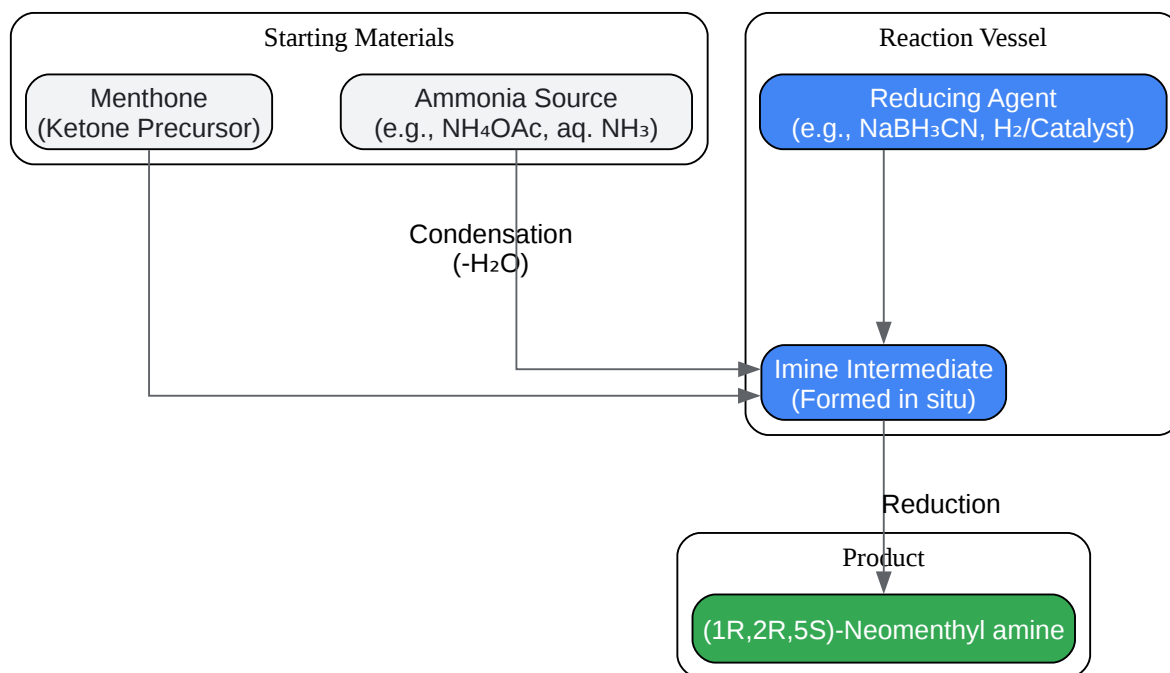 Starting Materials
Menthone
(Ketone Precursor)
Ammonia Source
(e.g., NH₄OAc, aq. NH₃)
Reaction Vessel
Reducing Agent
(e.g., NaBH₃CN, H₂/Catalyst)
Condensation
(-H₂O)
Imine Intermediate
(Formed in situ)
Reduction
Product
(1R,2R,5S)-Neomenthyl amine